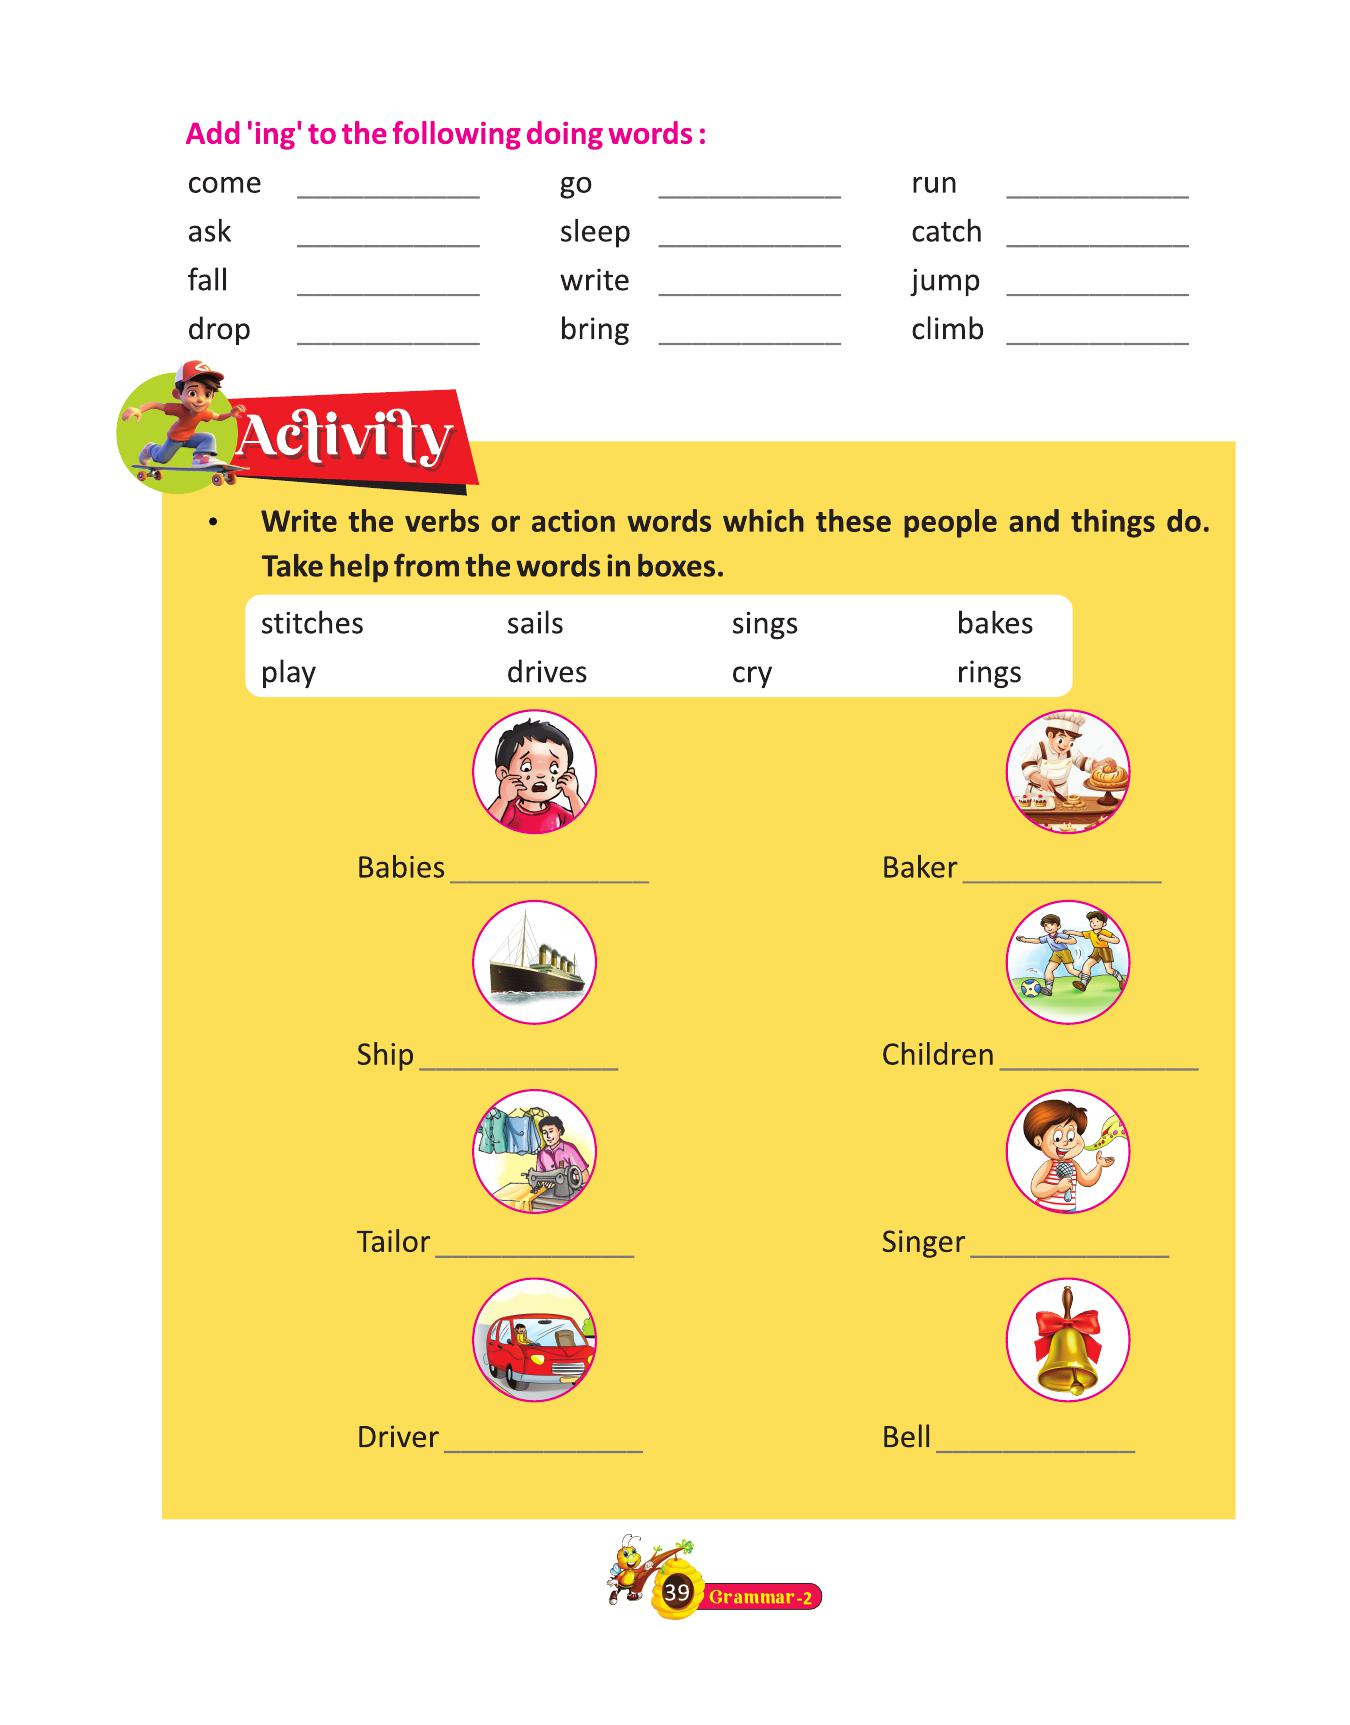 Add 'ing' to the following doing words :
come ____________ go ____________ run ____________
ask ____________ sleep ____________ catch ____________
fall ____________ write ____________ jump ____________
drop ____________ bring ____________ climb ____________
Activity
• Write the verbs or action words which these people and things do.
Take help from the words in boxes.
stitches sails sings bakes
play drives cry rings
Babies _____________ Baker _____________
Ship _____________ Children _____________
Tailor _____________ Singer _____________
Driver _____________ Bell _____________
39 Grammar-2